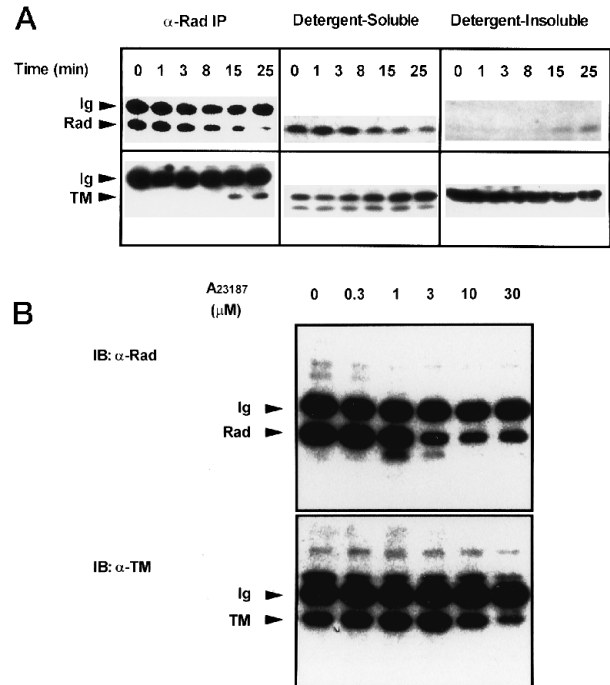 A
α-Rad IP Detergent-Soluble Detergent-Insoluble
Time (min) 0 1 3 8 15 25 0 1 3 8 15 25 0 1 3 8 15 25
Ig
Rad
Ig
TM
B
A23187 (μM) 0 0.3 1 3 10 30
IB: α-Rad
Ig
Rad
IB: α-TM
Ig
TM